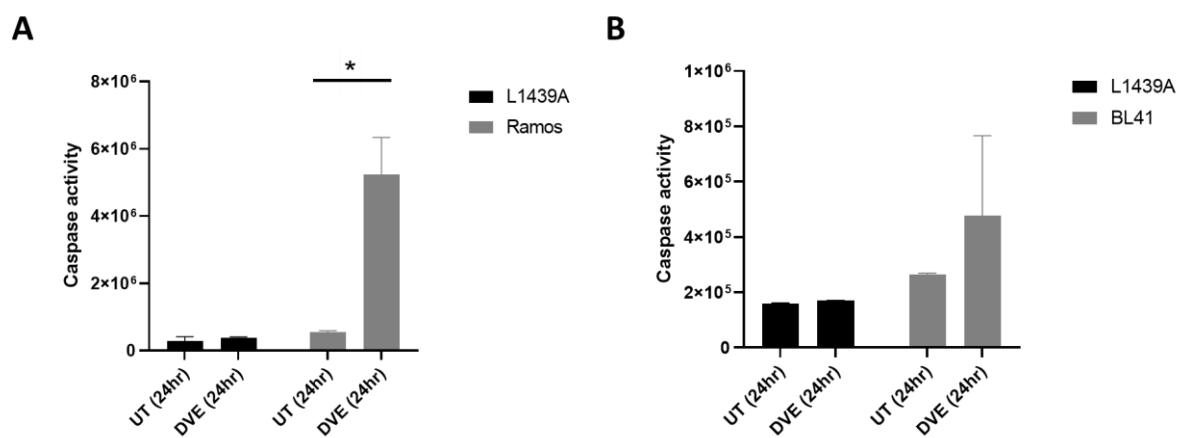 A
*
8×10⁶
6×10⁶
4×10⁶
2×10⁶
0
Caspase activity
UT (24hr)
DVE (24hr)
UT (24hr)
DVE (24hr)
L1439A
Ramos
B
1×10⁶
8×10⁵
6×10⁵
4×10⁵
2×10⁵
0
Caspase activity
UT (24hr)
DVE (24hr)
UT (24hr)
DVE (24hr)
L1439A
BL41